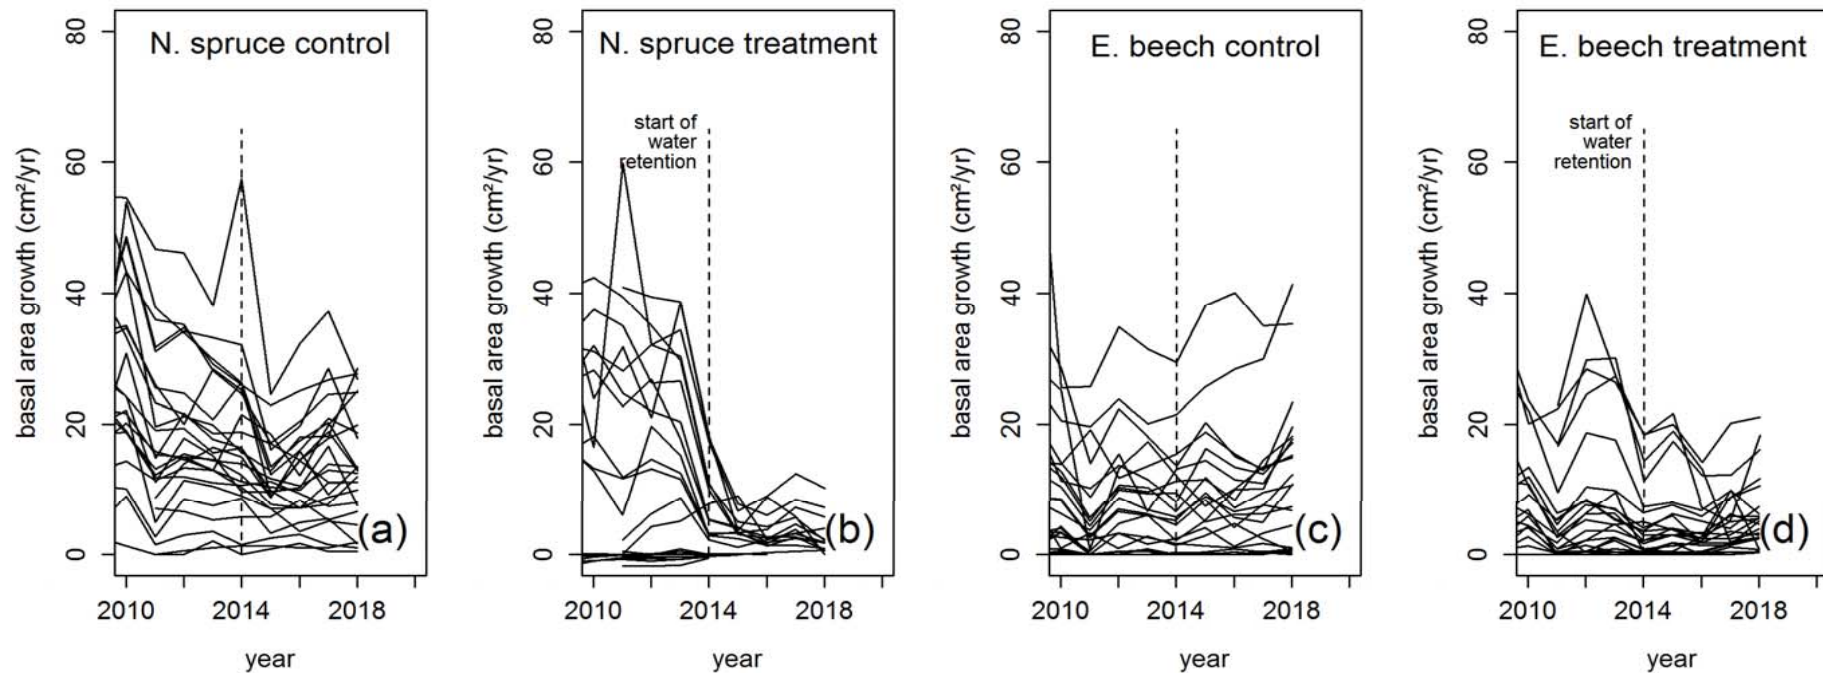 N. spruce control
80
60
40
20
0
basal area growth (cm²/yr)
2010
2014
2018
year
(a)
N. spruce treatment
start of
water
retention
80
60
40
20
0
basal area growth (cm²/yr)
2010
2014
2018
year
(b)
E. beech control
80
60
40
20
0
basal area growth (cm²/yr)
2010
2014
2018
year
(c)
E. beech treatment
start of
water
retention
80
60
40
20
0
basal area growth (cm²/yr)
2010
2014
2018
year
(d)